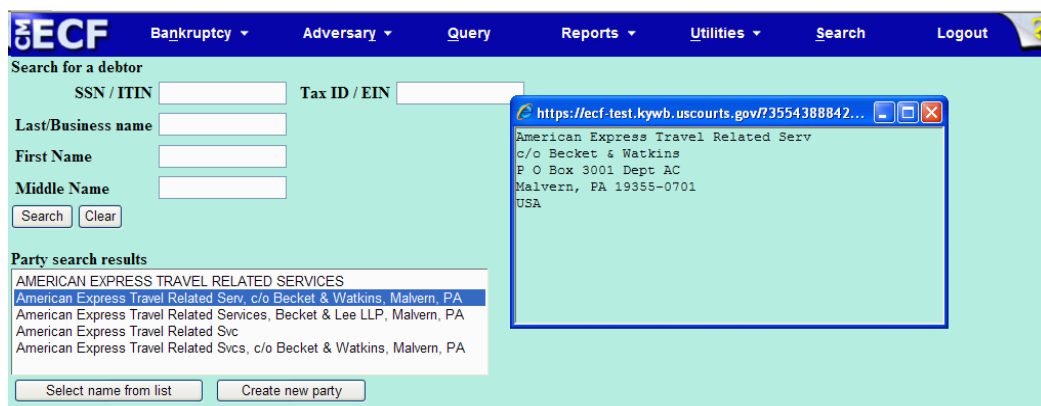 CM ECF Bankruptcy Adversary Query Reports Utilities Search Logout ?
Search for a debtor
SSN / ITIN Tax ID / EIN
Last/Business name
First Name
Middle Name
Search Clear
Party search results
AMERICAN EXPRESS TRAVEL RELATED SERVICES
American Express Travel Related Serv, c/o Becket & Watkins, Malvern, PA
American Express Travel Related Services, Becket & Lee LLP, Malvern, PA
American Express Travel Related Svc
American Express Travel Related Svcs, c/o Becket & Watkins, Malvern, PA
Select name from list Create new party
https://ecf-test.kywb.uscourts.gov/?3554388842...
American Express Travel Related Serv
c/o Becket & Watkins
P O Box 3001 Dept AC
Malvern, PA 19355-0701
USA